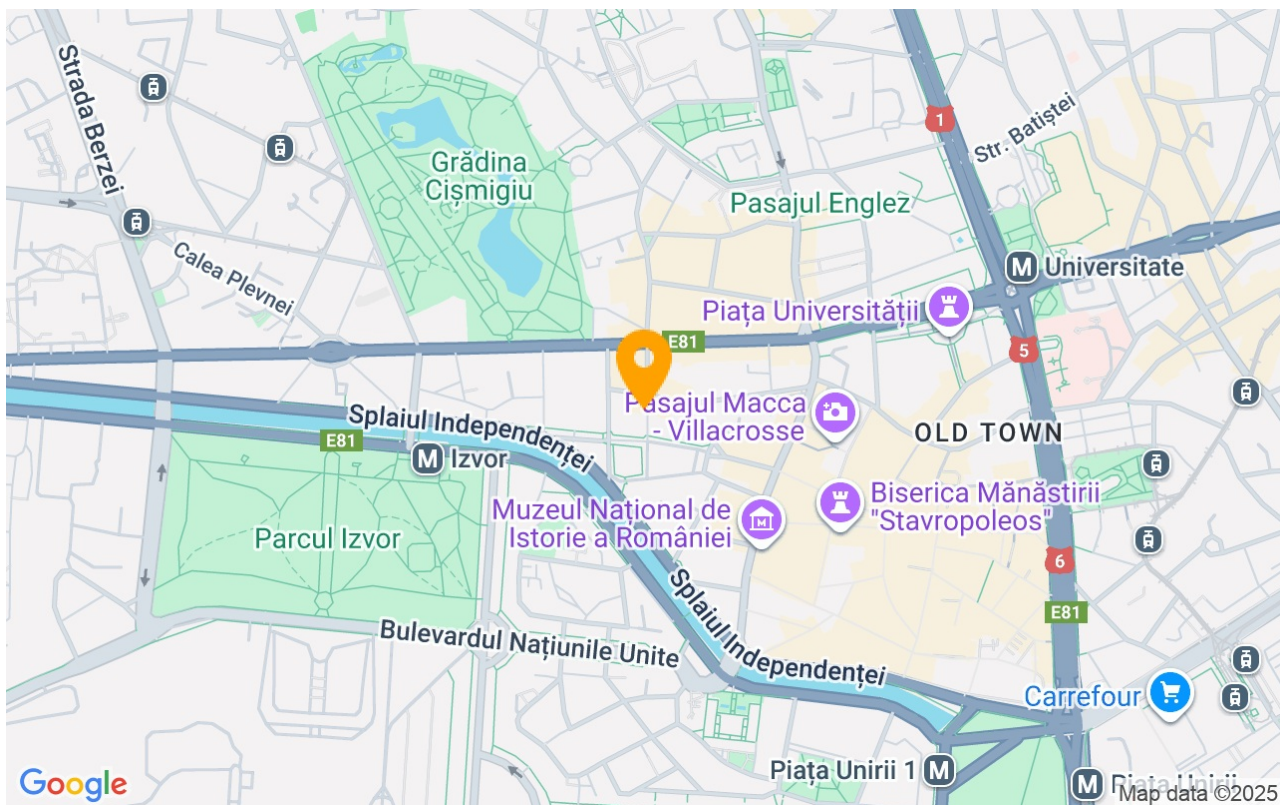 Strada Berzei
1
Str. Batiștei
Grădina
Cișmigiu
Pasajul Englez
Calea Plevnei
M Universitate
Piața Universității
E81
5
Pasajul Macca
- Villacrosse
Splaiul Independenței
OLD TOWN
E81
M Izvor
Biserica Mănăstirii
"Stavropoleos"
Muzeul Național de
Istorie a României
M
Parcul Izvor
6
Splaiul Independenței
E81
Bulevardul Națiunile Unite
Carrefour
Piața Unirii 1 M
M Piața Unirii
Google
Map data ©2025